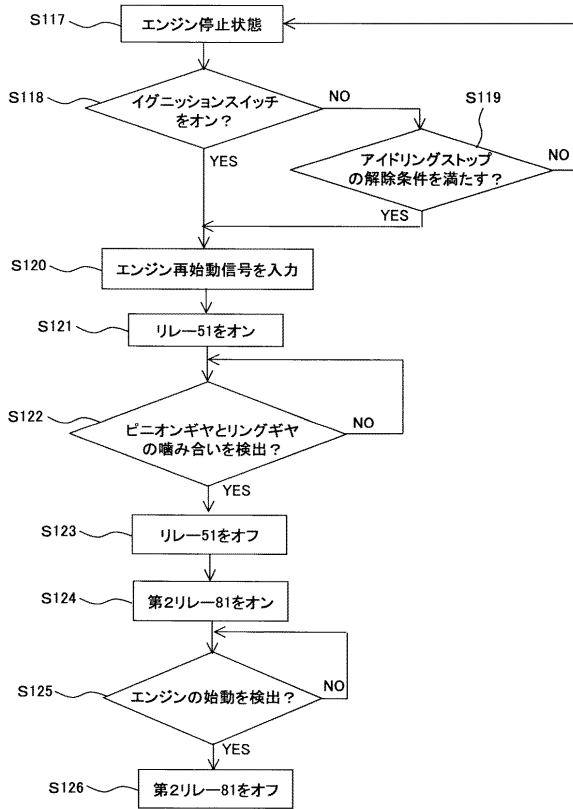 S117
エンジン停止状態
S118
イグニッションスイッチ
をオン？
NO
S119
YES
アイドリングストップ
の解除条件を満たす？
NO
YES
S120
エンジン再始動信号を入力
S121
リレー51をオン
S122
ピニオンギヤとリングギヤ
の噛み合いを検出？
NO
YES
S123
リレー51をオフ
S124
第２リレー81をオン
S125
エンジンの始動を検出？
NO
YES
S126
第２リレー81をオフ